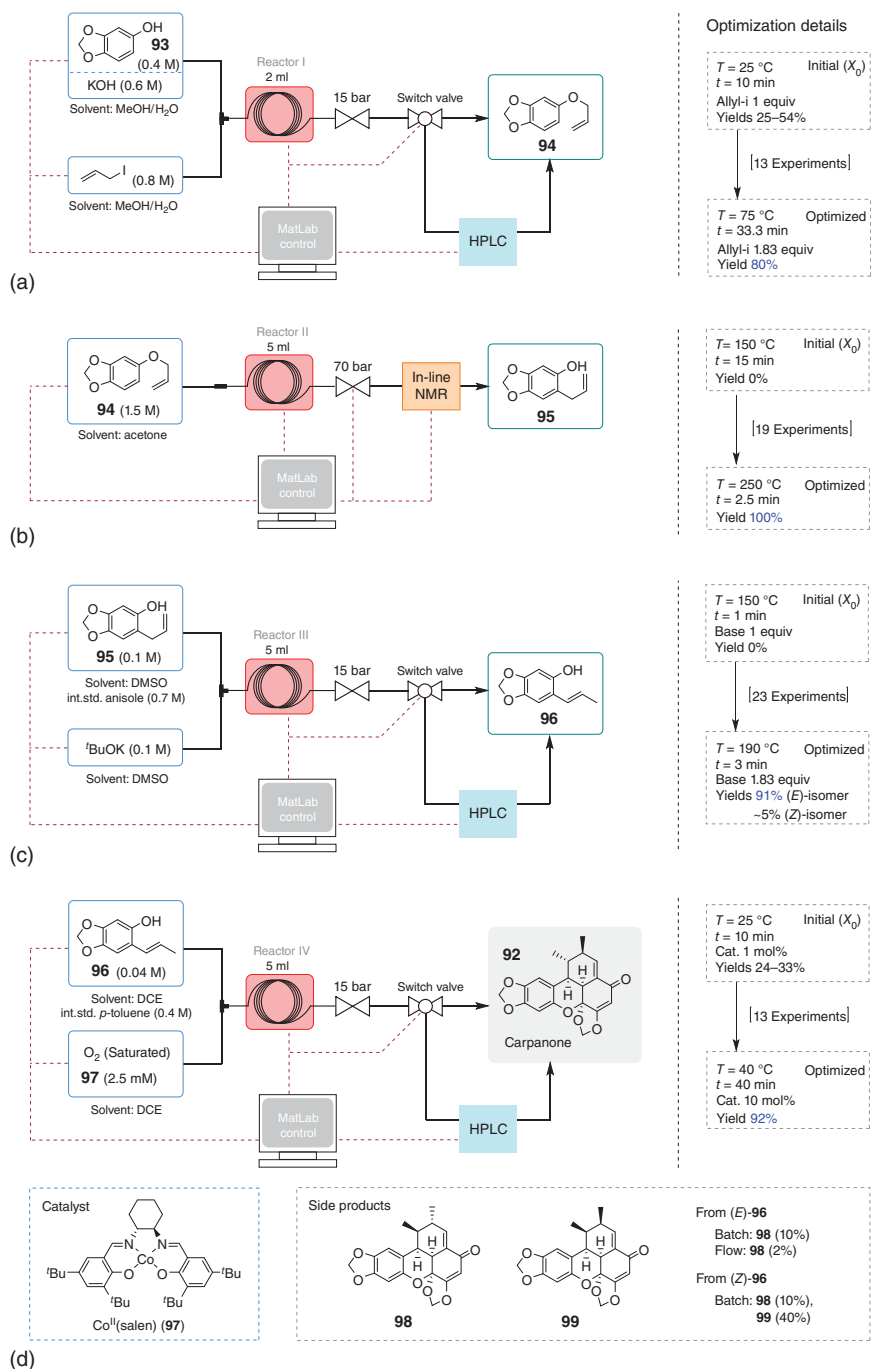 OH
93
(0.4 M)
O
O
KOH (0.6 M)
Solvent: MeOH/H2O
I (0.8 M)
Solvent: MeOH/H2O
Reactor I
2 ml
15 bar
Switch valve
MatLab
control
HPLC
O
O
O
94
Optimization details
T = 25 °C Initial (X0)
t = 10 min
Allyl-i 1 equiv
Yields 25–54%
[13 Experiments]
T = 75 °C Optimized
t = 33.3 min
Allyl-i 1.83 equiv
Yield 80%
(a)
O
O
O
94 (1.5 M)
Solvent: acetone
Reactor II
5 ml
70 bar
In-line
NMR
MatLab
control
OH
O
O
95
T= 150 °C Initial (X0)
t = 15 min
Yield 0%
[19 Experiments]
T = 250 °C Optimized
t = 2.5 min
Yield 100%
(b)
OH
O
O
95 (0.1 M)
Solvent: DMSO
int.std. anisole (0.7 M)
tBuOK (0.1 M)
Solvent: DMSO
Reactor III
5 ml
15 bar
Switch valve
MatLab
control
HPLC
OH
O
O
96
T = 150 °C Initial (X0)
t = 1 min
Base 1 equiv
Yield 0%
[23 Experiments]
T = 190 °C Optimized
t = 3 min
Base 1.83 equiv
Yields 91% (E)-isomer
~5% (Z)-isomer
(c)
OH
O
O
96 (0.04 M)
Solvent: DCE
int.std. p-toluene (0.4 M)
O2 (Saturated)
97 (2.5 mM)
Solvent: DCE
Reactor IV
5 ml
15 bar
Switch valve
MatLab
control
HPLC
92
O
O
H
H
O
O
O
O
Carpanone
T = 25 °C Initial (X0)
t = 10 min
Cat. 1 mol%
Yields 24–33%
[13 Experiments]
T = 40 °C Optimized
t = 40 min
Cat. 10 mol%
Yield 92%
Catalyst
N
N
Co
O
O
tBu
tBu
tBu
tBu
CoII(salen) (97)
Side products
O
O
H
H
O
O
O
O
98
O
O
H
H
O
O
O
O
99
From (E)-96
Batch: 98 (10%)
Flow: 98 (2%)
From (Z)-96
Batch: 98 (10%),
99 (40%)
(d)